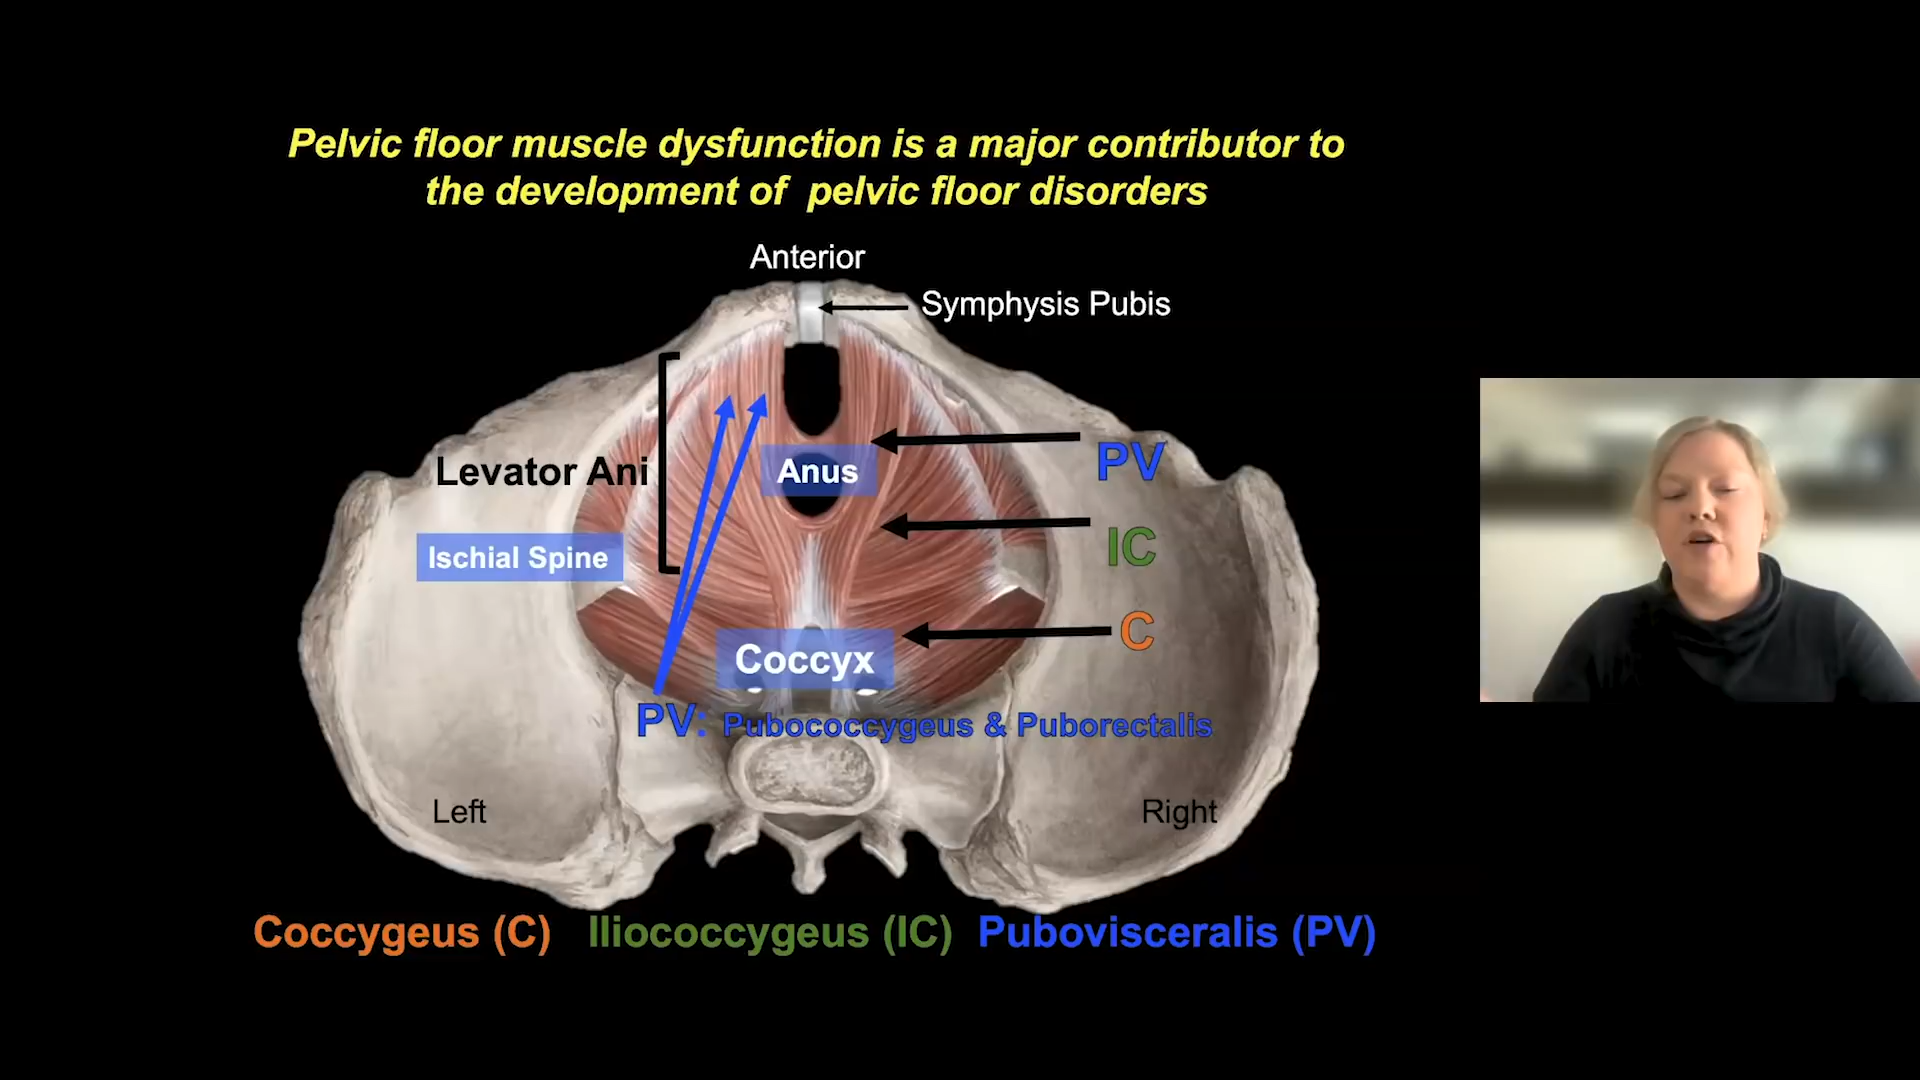 Pelvic floor muscle dysfunction is a major contributor to
the development of pelvic floor disorders
Anterior
Symphysis Pubis
PV
Levator Ani
Anus
IC
Ischial Spine
C
Coccyx
PV: Pubococcygeus & Puborectalis
Left
Right
Coccygeus (C) Iliococcygeus (IC) Pubovisceralis (PV)